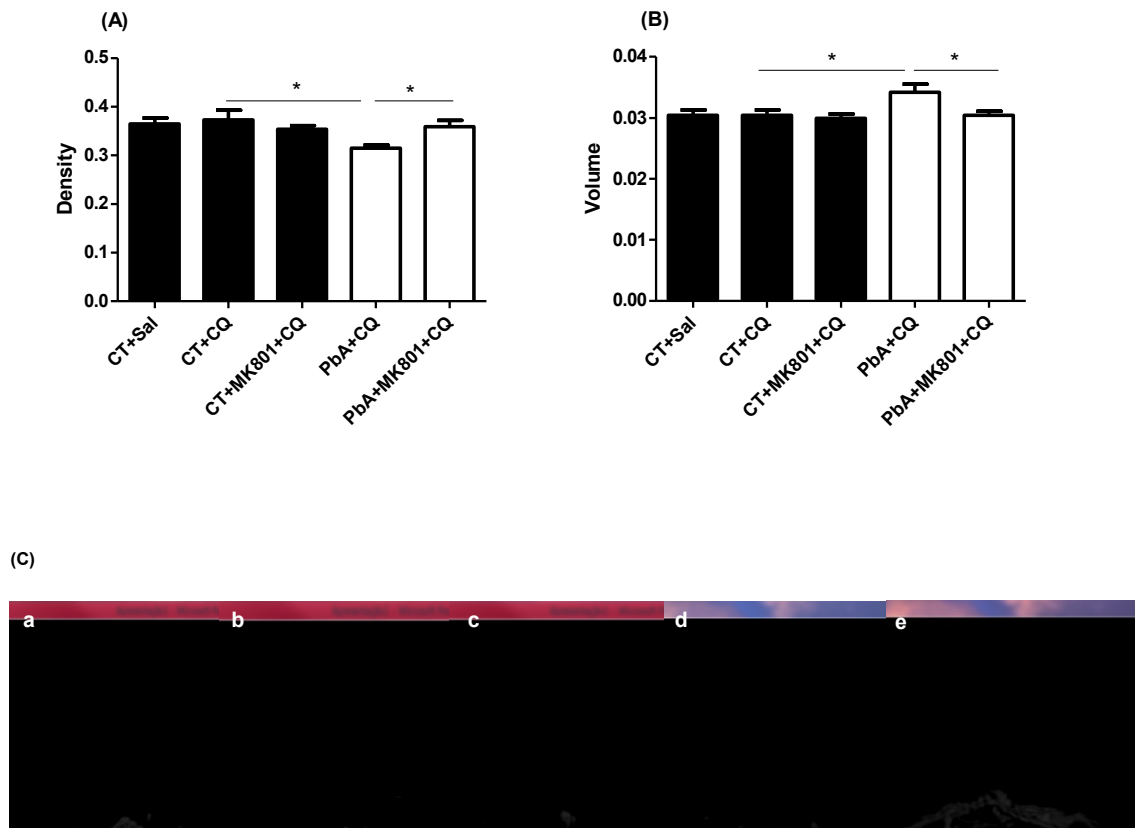 (A)
Density
0.5
0.4
0.3
0.2
0.1
0.0
*
*
CT+Sal
CT+CQ
CT+MK801+CQ
PbA+CQ
PbA+MK801+CQ
(B)
Volume
0.04
0.03
0.02
0.01
0.00
*
*
CT+Sal
CT+CQ
CT+MK801+CQ
PbA+CQ
PbA+MK801+CQ
(C)
a
b
c
d
e